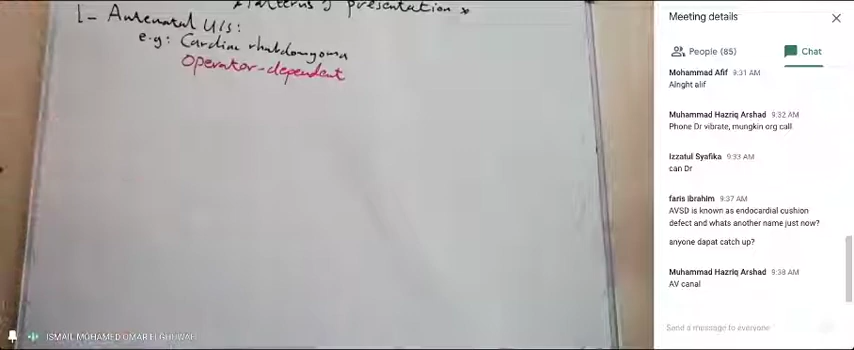 * Patterns of presentation *
1- Antenatal U/S:
e.g: Cardiac rhabdomyoma
Operator-dependent
ISMAIL MOHAMED OMAR ELGHUWAEL
Meeting details
People (85)
Chat
Mohammad Afif 9:31 AM
Alright alif
Muhammad Hazriq Arshad 9:32 AM
Phone Dr vibrate, mungkin org call
Izzatul Syafika 9:33 AM
can Dr
faris ibrahim 9:37 AM
AVSD is known as endocardial cushion
defect and whats another name just now?
anyone dapat catch up?
Muhammad Hazriq Arshad 9:38 AM
AV canal
Send a message to everyone